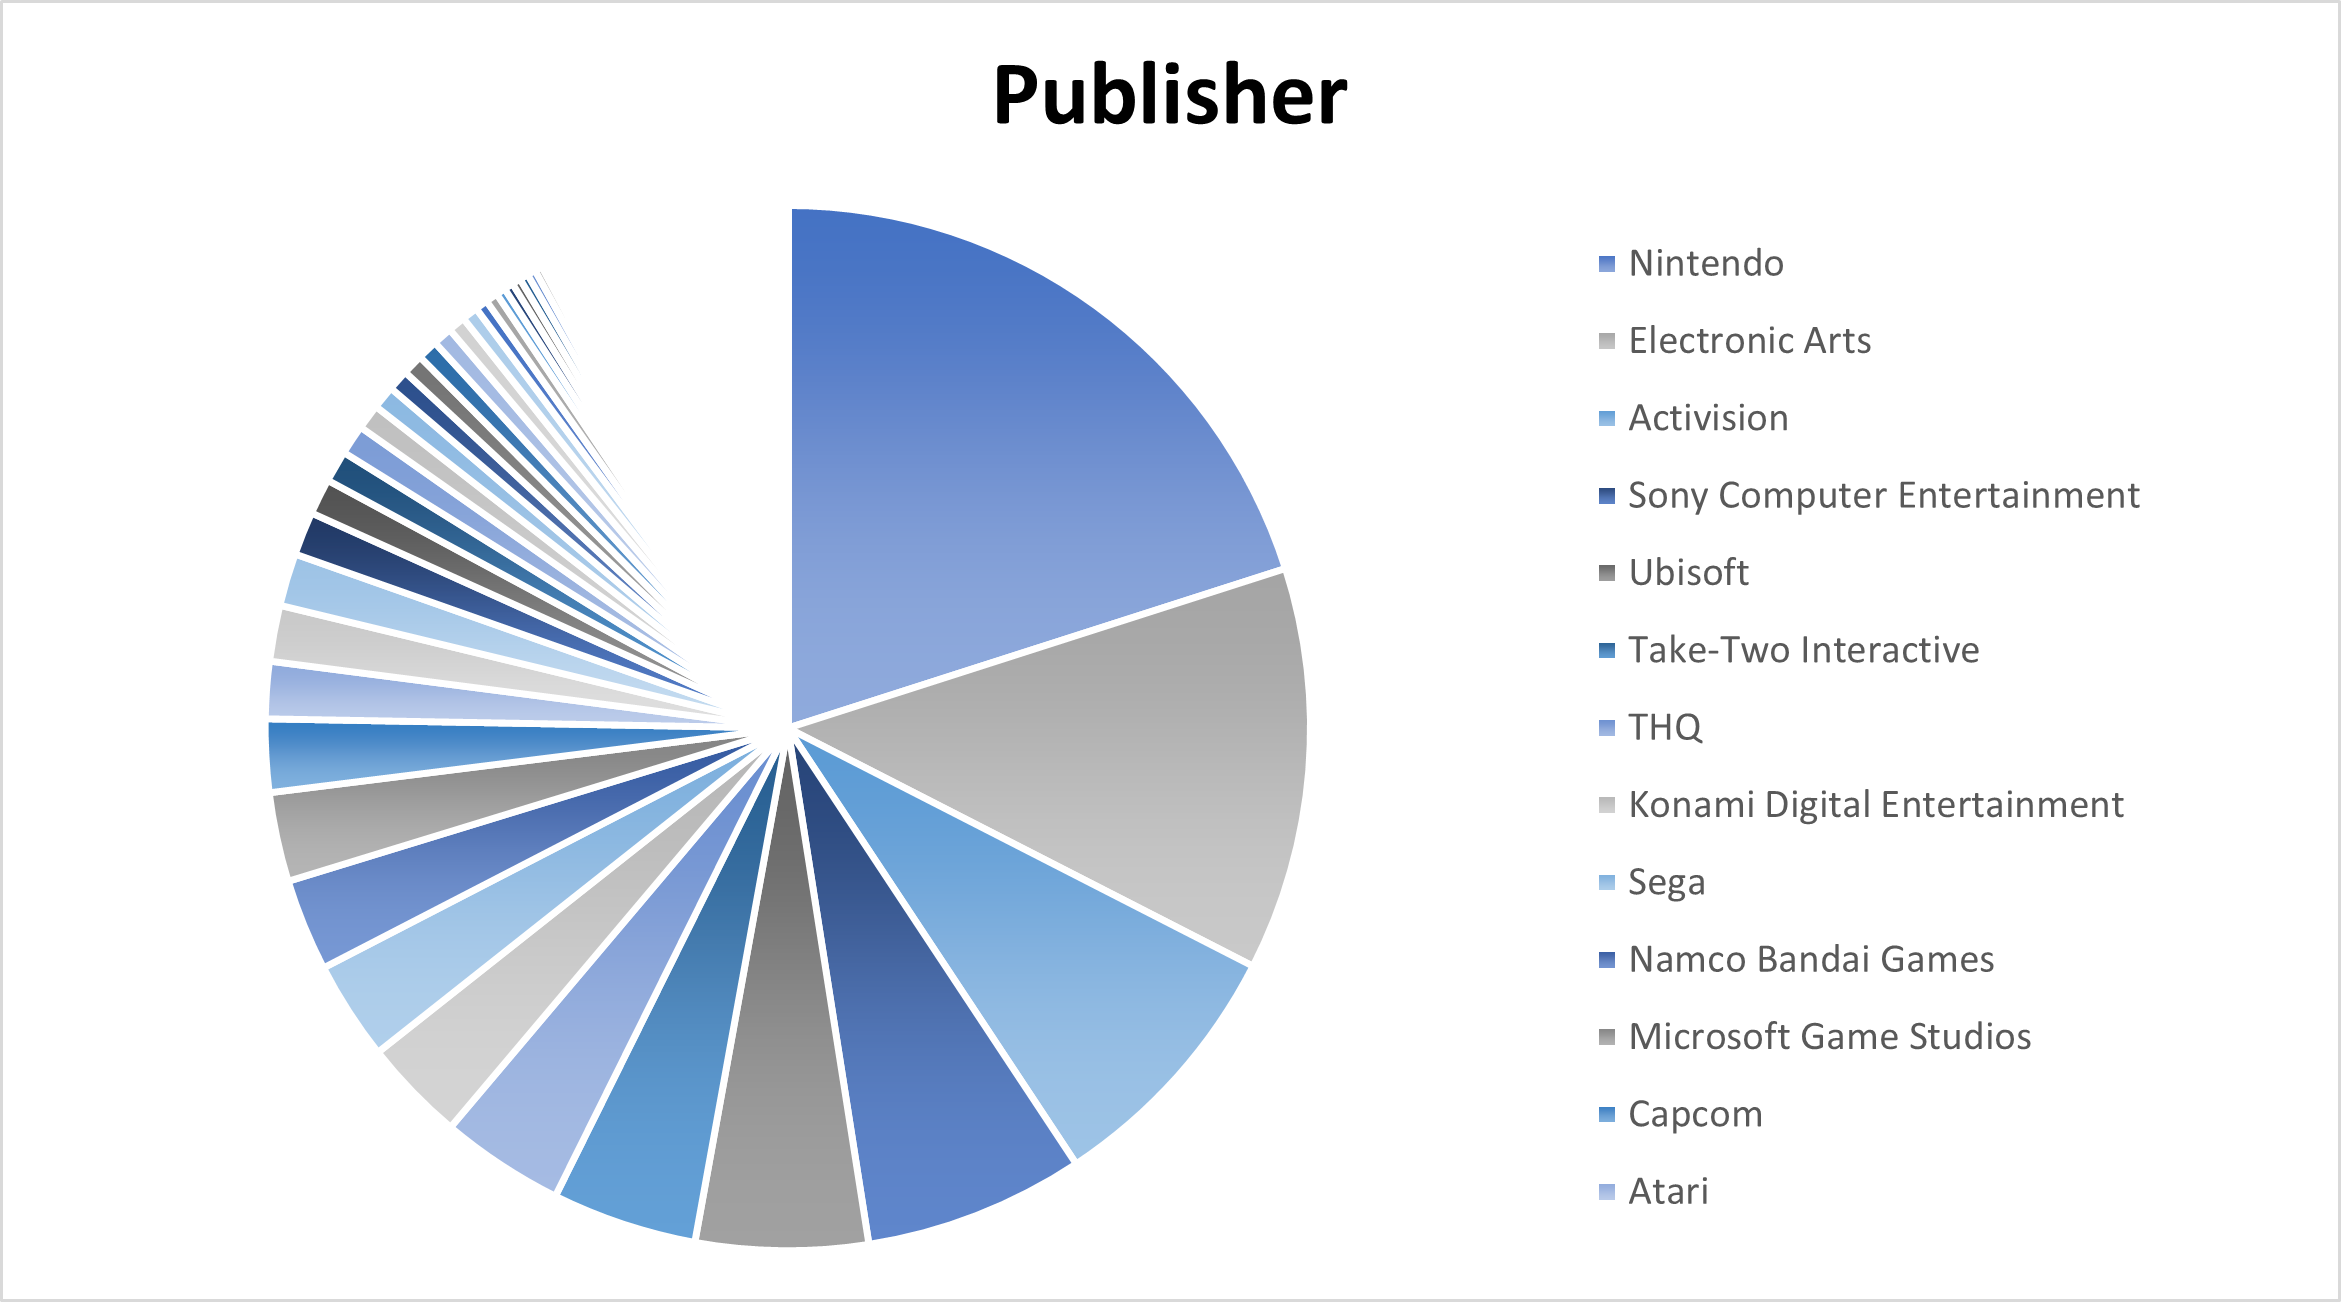 Publisher
Nintendo
Electronic Arts
Activision
Sony Computer Entertainment
Ubisoft
Take-Two Interactive
THQ
Konami Digital Entertainment
Sega
Namco Bandai Games
Microsoft Game Studios
Capcom
Atari